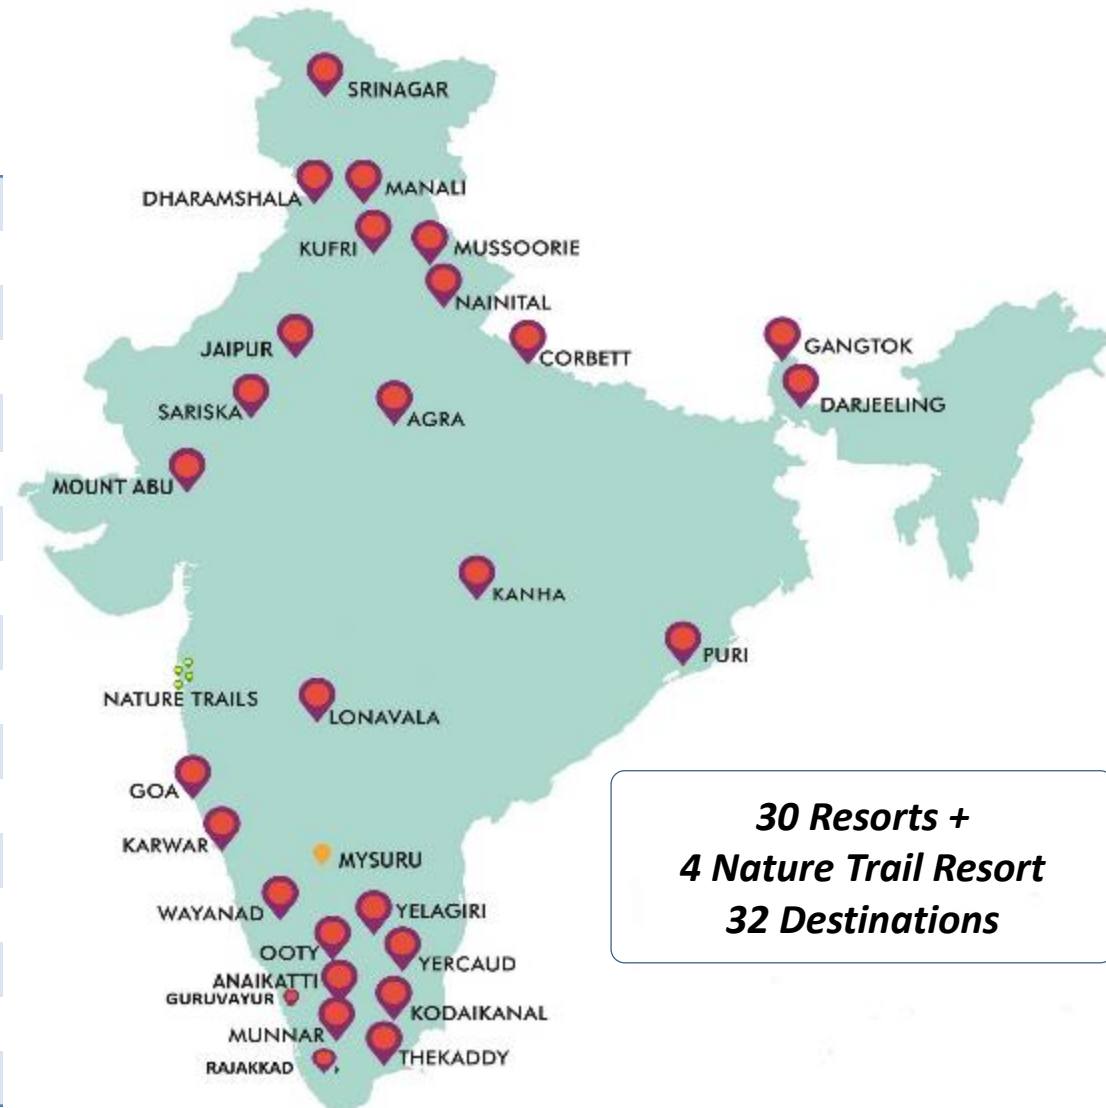 SRINAGAR
DHARAMSHALA
MANALI
KUFRI
MUSSOORIE
NAINITAL
JAIPUR
CORBETT
GANGTOK
SARISKA
AGRA
DARJEELING
MOUNT ABU
KANHA
PURI
NATURE TRAILS
LONAVALA
GOA
KARWAR
MYSURU
30 Resorts +
4 Nature Trail Resort
32 Destinations
WAYANAD
YELAGIRI
OOTY
YERCAUD
ANAIKATTI
GURUVAYUR
KODAIKANAL
MUNNAR
THEKADDY
RAJAKKAD